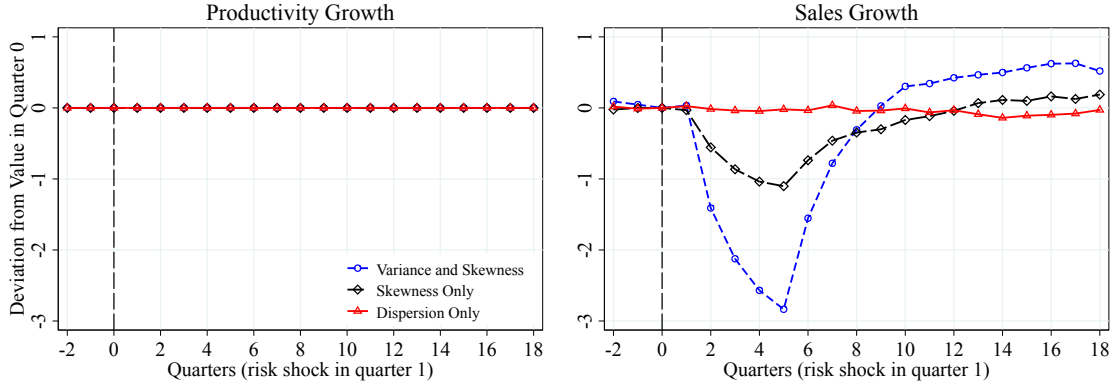 Productivity Growth
Deviation from Value in Quarter 0
1
0
-1
-2
-3
Variance and Skewness
Skewness Only
Dispersion Only
-2 0 2 4 6 8 10 12 14 16 18
Quarters (risk shock in quarter 1)
Sales Growth
1
0
-1
-2
-3
-2 0 2 4 6 8 10 12 14 16 18
Quarters (risk shock in quarter 1)